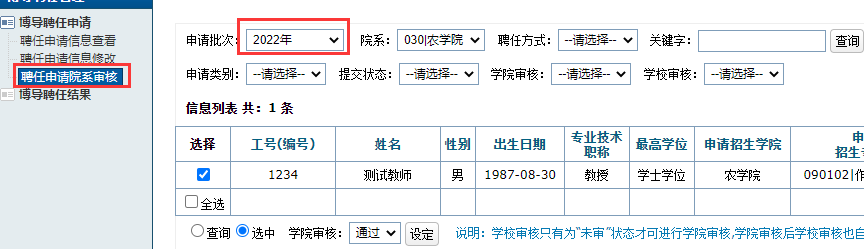 博导聘任申请
聘任申请信息查看
聘任申请信息修改
聘任申请院系审核
博导聘任结果
申请批次: 2022年 院系: 030|农学院 聘任方式: --请选择-- 关键字: 查询
申请类别: --请选择-- 提交状态: --请选择-- 学院审核: --请选择-- 学校审核: --请选择--
信息列表 共: 1 条
选择 工号(编号) 姓名 性别 出生日期 专业技术职称 最高学位 申请招生学院
1234 测试教师 男 1987-08-30 教授 学士学位 农学院 090102|作
全选
查询 选中 学院审核: 通过 设定 说明: 学校审核只有为“未审”状态才可进行学院审核,学院审核后学校审核也自